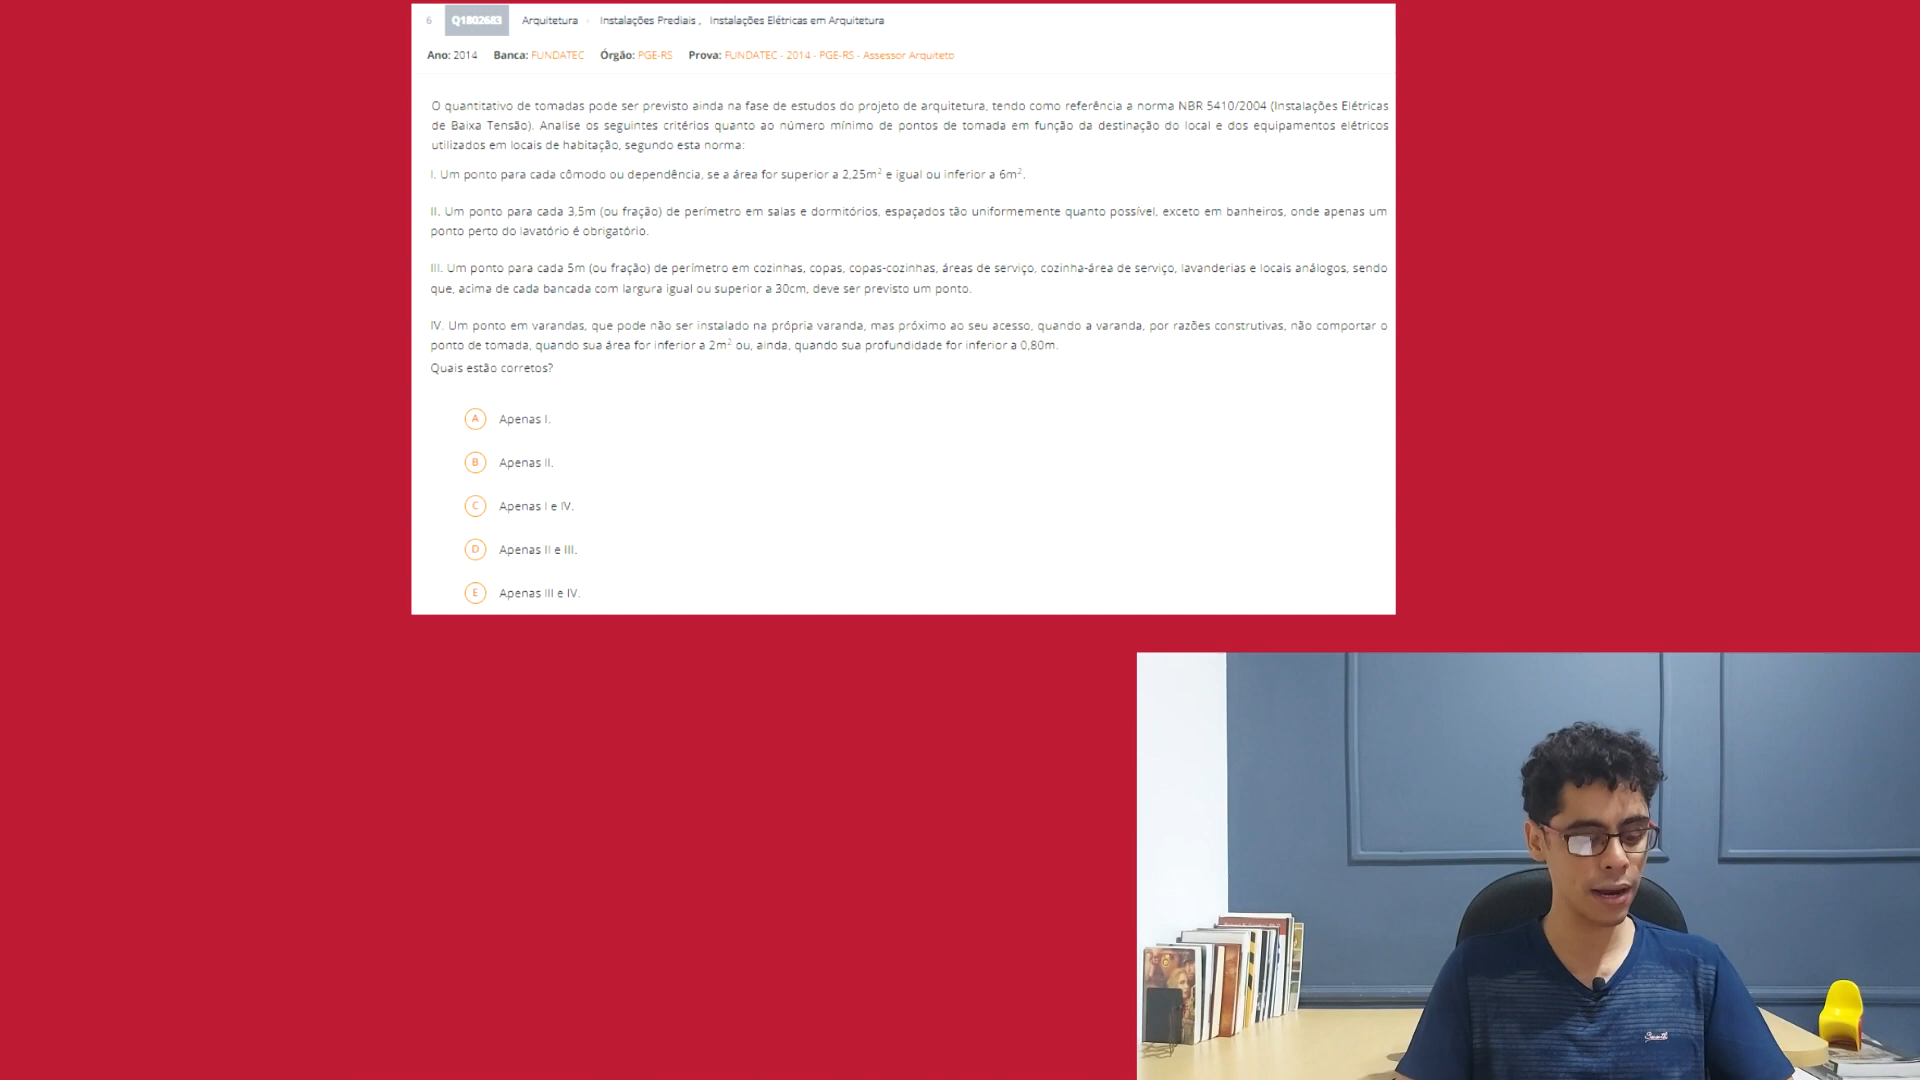 6 Q1802683 Arquitetura › Instalações Prediais , Instalações Elétricas em Arquitetura
Ano: 2014 Banca: FUNDATEC Órgão: PGE-RS Prova: FUNDATEC - 2014 - PGE-RS - Assessor Arquiteto
O quantitativo de tomadas pode ser previsto ainda na fase de estudos do projeto de arquitetura, tendo como referência a norma NBR 5410/2004 (Instalações Elétricas
de Baixa Tensão). Analise os seguintes critérios quanto ao número mínimo de pontos de tomada em função da destinação do local e dos equipamentos elétricos
utilizados em locais de habitação, segundo esta norma:
I. Um ponto para cada cômodo ou dependência, se a área for superior a 2,25m² e igual ou inferior a 6m².
II. Um ponto para cada 3,5m (ou fração) de perímetro em salas e dormitórios, espaçados tão uniformemente quanto possível, exceto em banheiros, onde apenas um
ponto perto do lavatório é obrigatório.
III. Um ponto para cada 5m (ou fração) de perímetro em cozinhas, copas, copas-cozinhas, áreas de serviço, cozinha-área de serviço, lavanderias e locais análogos, sendo
que, acima de cada bancada com largura igual ou superior a 30cm, deve ser previsto um ponto.
IV. Um ponto em varandas, que pode não ser instalado na própria varanda, mas próximo ao seu acesso, quando a varanda, por razões construtivas, não comportar o
ponto de tomada, quando sua área for inferior a 2m² ou, ainda, quando sua profundidade for inferior a 0,80m.
Quais estão corretos?
A Apenas I.
B Apenas II.
C Apenas I e IV.
D Apenas II e III.
E Apenas III e IV.